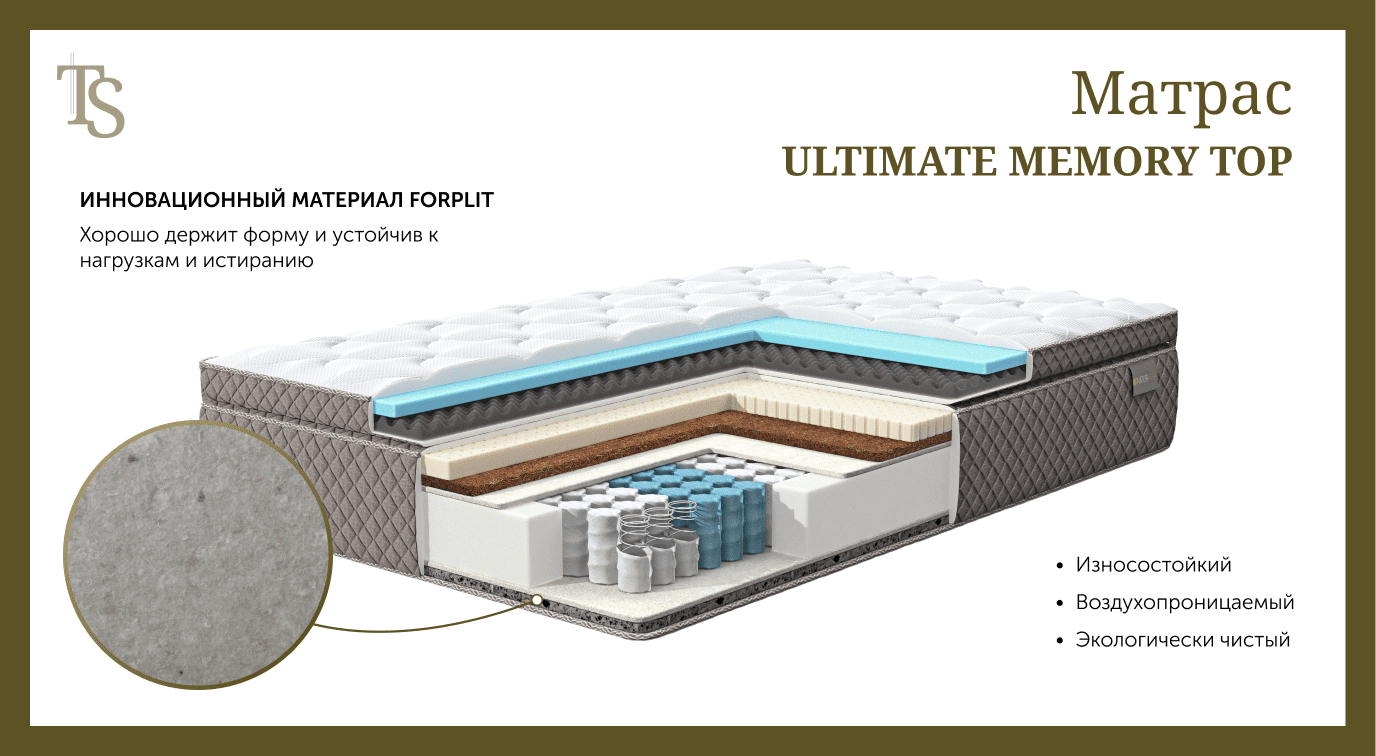 TS
Матрас
ULTIMATE MEMORY TOP
ИННОВАЦИОННЫЙ МАТЕРИАЛ FORPLIT
Хорошо держит форму и устойчив к
нагрузкам и истиранию
• Износостойкий
• Воздухопроницаемый
• Экологически чистый